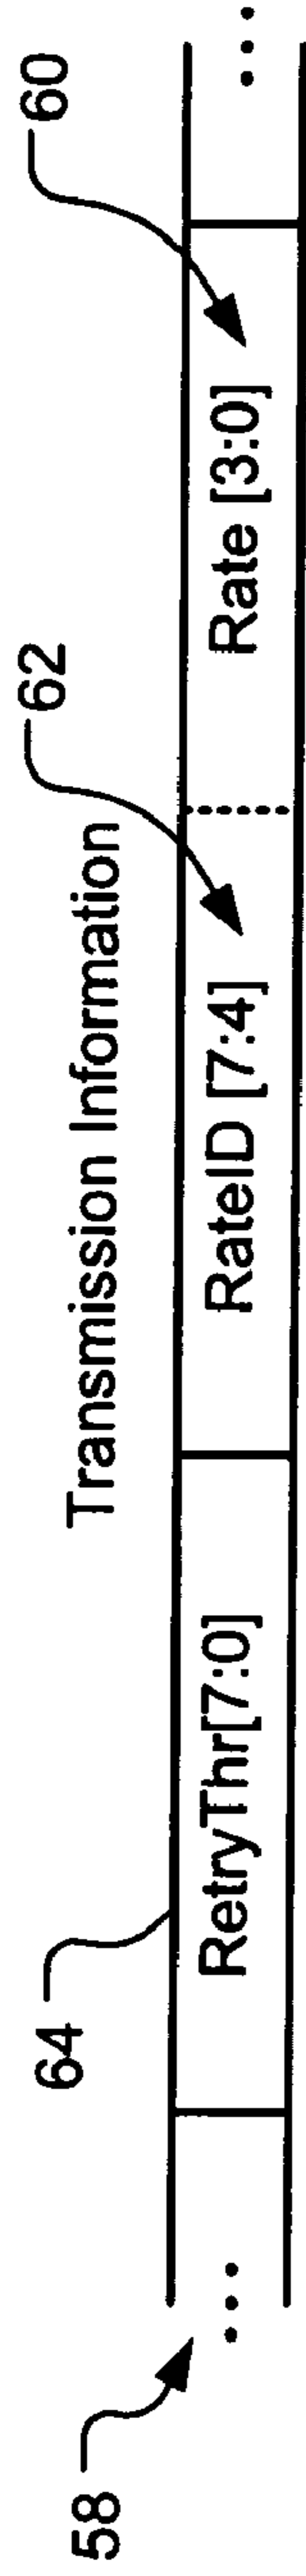 Transmission Information
58
64
62
60
... RetryThr[7:0] RateID [7:4] Rate [3:0] ...